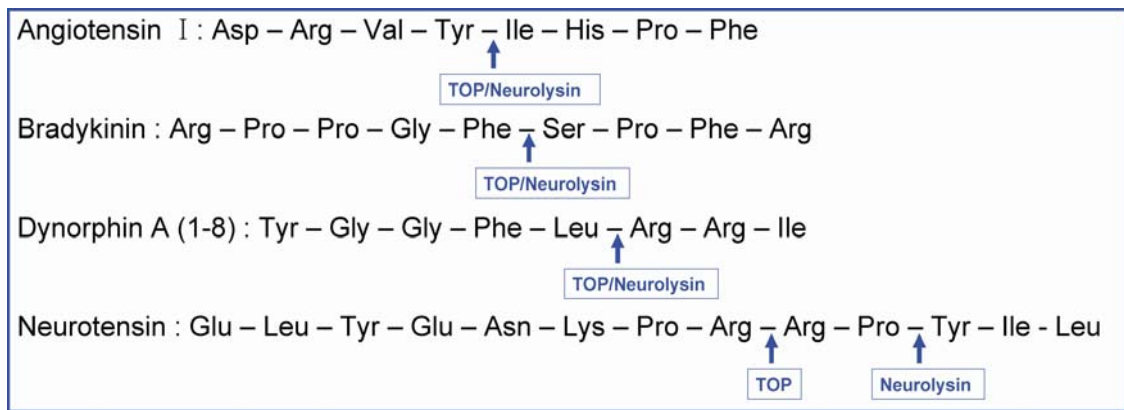 Angiotensin Ⅰ : Asp – Arg – Val – Tyr – Ile – His – Pro – Phe
TOP/Neurolysin
Bradykinin : Arg – Pro – Pro – Gly – Phe – Ser – Pro – Phe – Arg
TOP/Neurolysin
Dynorphin A (1-8) : Tyr – Gly – Gly – Phe – Leu – Arg – Arg – Ile
TOP/Neurolysin
Neurotensin : Glu – Leu – Tyr – Glu – Asn – Lys – Pro – Arg – Arg – Pro – Tyr – Ile - Leu
TOP Neurolysin